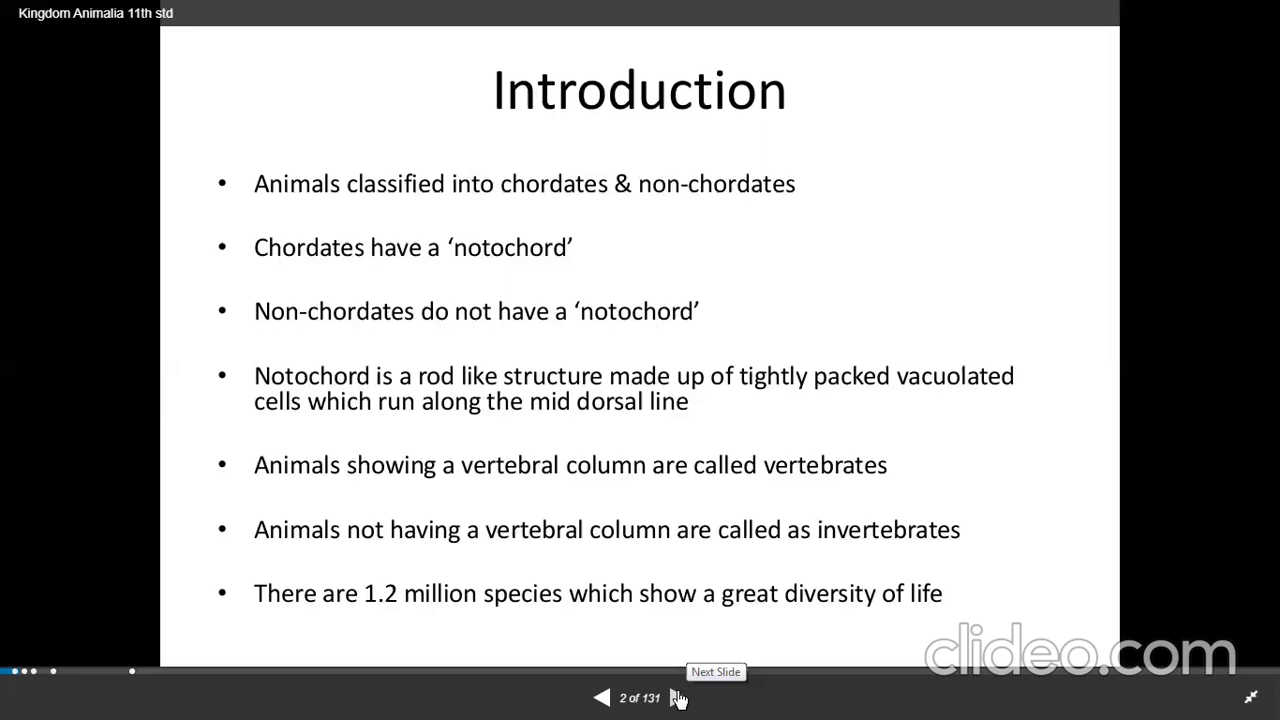 Kingdom Animalia 11th std
Introduction
• Animals classified into chordates & non-chordates
• Chordates have a ‘notochord’
• Non-chordates do not have a ‘notochord’
• Notochord is a rod like structure made up of tightly packed vacuolated
cells which run along the mid dorsal line
• Animals showing a vertebral column are called vertebrates
• Animals not having a vertebral column are called as invertebrates
• There are 1.2 million species which show a great diversity of life
clideo.com
Next Slide
2 of 131